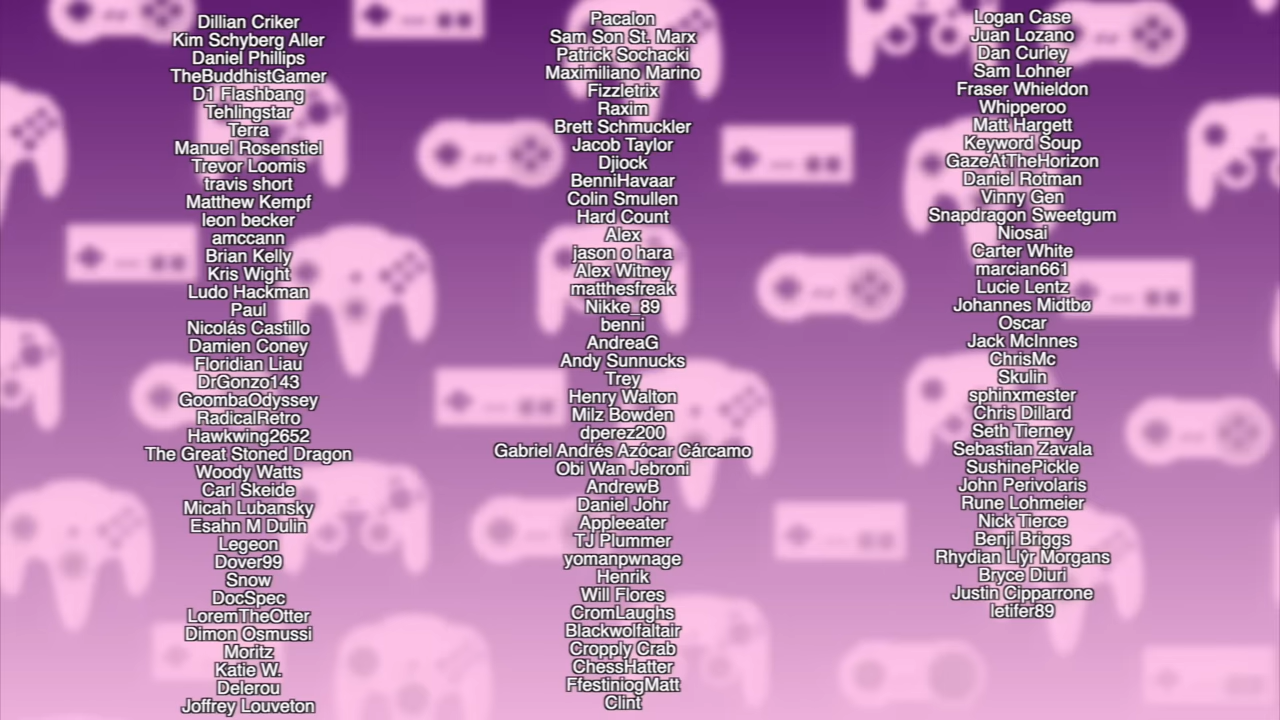 Dillian Criker
Kim Schyberg Aller
Daniel Phillips
TheBuddhistGamer
D1 Flashbang
Tehlingstar
Terra
Manuel Rosenstiel
Trevor Loomis
travis short
Matthew Kempf
leon becker
amccann
Brian Kelly
Kris Wight
Ludo Hackman
Paul
Nicolás Castillo
Damien Coney
Floridian Liau
DrGonzo143
GoombaOdyssey
RadicalRetro
Hawkwing2652
The Great Stoned Dragon
Woody Watts
Carl Skeide
Micah Lubansky
Esahn M Dulin
Legeon
Dover99
Snow
DocSpec
LoremTheOtter
Dimon Osmussi
Moritz
Katie W.
Delerou
Joffrey Louveton
Pacalon
Sam Son St. Marx
Patrick Sochacki
Maximiliano Marino
Fizzletrix
Raxim
Brett Schmuckler
Jacob Taylor
Djiock
BenniHavaar
Colin Smullen
Hard Count
Alex
jason o hara
Alex Witney
matthesfreak
Nikke_89
benni
AndreaG
Andy Sunnucks
Trey
Henry Walton
Milz Bowden
dperez200
Gabriel Andrés Azócar Cárcamo
Obi Wan Jebroni
AndrewB
Daniel Johr
Appleeater
TJ Plummer
yomanpwnage
Henrik
Will Flores
CromLaughs
Blackwolfaltair
Cropply Crab
ChessHatter
FfestiniogMatt
Clint
Logan Case
Juan Lozano
Dan Curley
Sam Lohner
Fraser Whieldon
Whipperoo
Matt Hargett
Keyword Soup
GazeAtTheHorizon
Daniel Rotman
Vinny Gen
Snapdragon Sweetgum
Niosai
Carter White
marcian661
Lucie Lentz
Johannes Midtbø
Oscar
Jack McInnes
ChrisMc
Skulin
sphinxmester
Chris Dillard
Seth Tierney
Sebastian Zavala
SushinePickle
John Perivolaris
Rune Lohmeier
Nick Tierce
Benji Briggs
Rhydian Llŷr Morgans
Bryce Diuri
Justin Cipparrone
letifer89